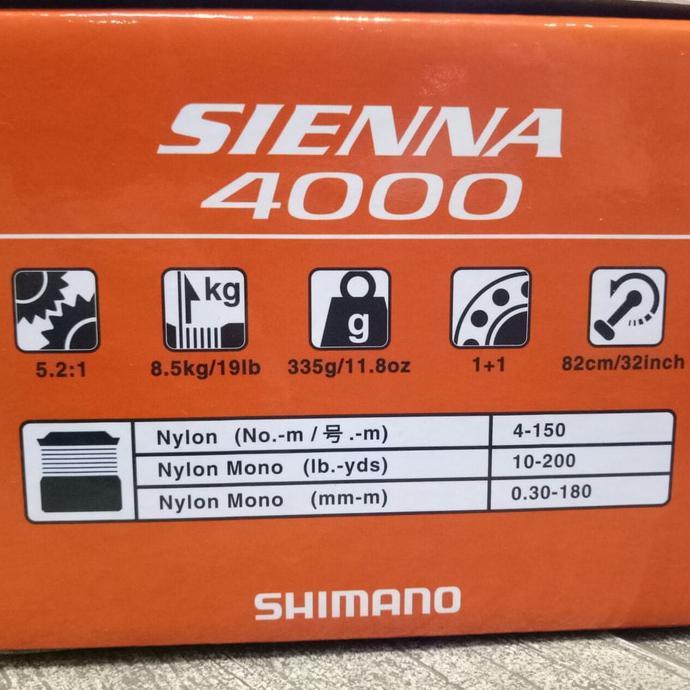 SIENNA
4000
kg
g
5.2:1 8.5kg/19lb 335g/11.8oz 1+1 82cm/32inch
Nylon (No.-m / 号.-m) 4-150
Nylon Mono (lb.-yds) 10-200
Nylon Mono (mm-m) 0.30-180
SHIMANO